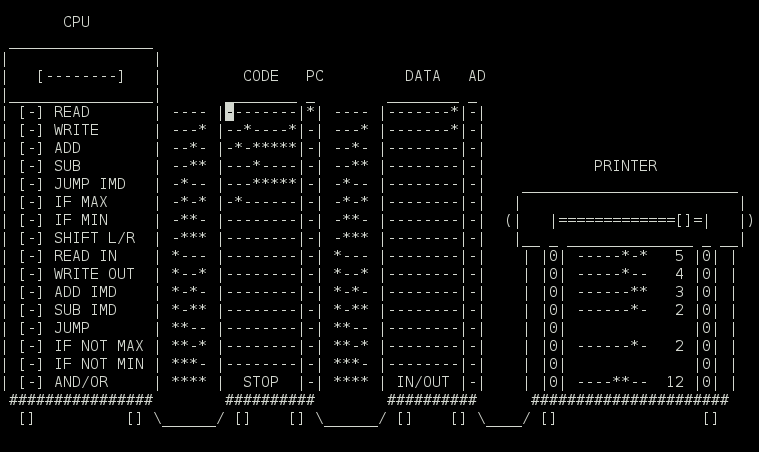 CPU
[--------] CODE PC DATA AD
[-] READ ---- --------|*| ---- |-------*|-|
[-] WRITE ---* |--*----*|-| ---* |-------*|-|
[-] ADD --*- |-*-*****|-| --*- |--------|-|
[-] SUB --** |---*----|-| --** |--------|-| PRINTER
[-] JUMP IMD -*-- |---*****|-| -*-- |--------|-|
[-] IF MAX -*-* |-*------|-| -*-* |--------|-|
[-] IF MIN -**- |--------|-| -**- |--------|-| (| |=============[]=| |)
[-] SHIFT L/R -*** |--------|-| -*** |--------|-|
[-] READ IN *--- |--------|-| *--- |--------|-| |0| -----*-* 5 |0|
[-] WRITE OUT *--* |--------|-| *--* |--------|-| |0| -----*-- 4 |0|
[-] ADD IMD *-*- |--------|-| *-*- |--------|-| |0| ------** 3 |0|
[-] SUB IMD *-** |--------|-| *-** |--------|-| |0| ------*- 2 |0|
[-] JUMP **-- |--------|-| **-- |--------|-| |0| |0|
[-] IF NOT MAX **-* |--------|-| **-* |--------|-| |0| ------*- 2 |0|
[-] IF NOT MIN ***- |--------|-| ***- |--------|-| |0| |0|
[-] AND/OR **** | STOP |-| **** | IN/OUT |-| |0| ----**-- 12 |0|
################ ########## ########## ######################
[] [] \______/ [] [] \______/ [] [] \____/ [] []